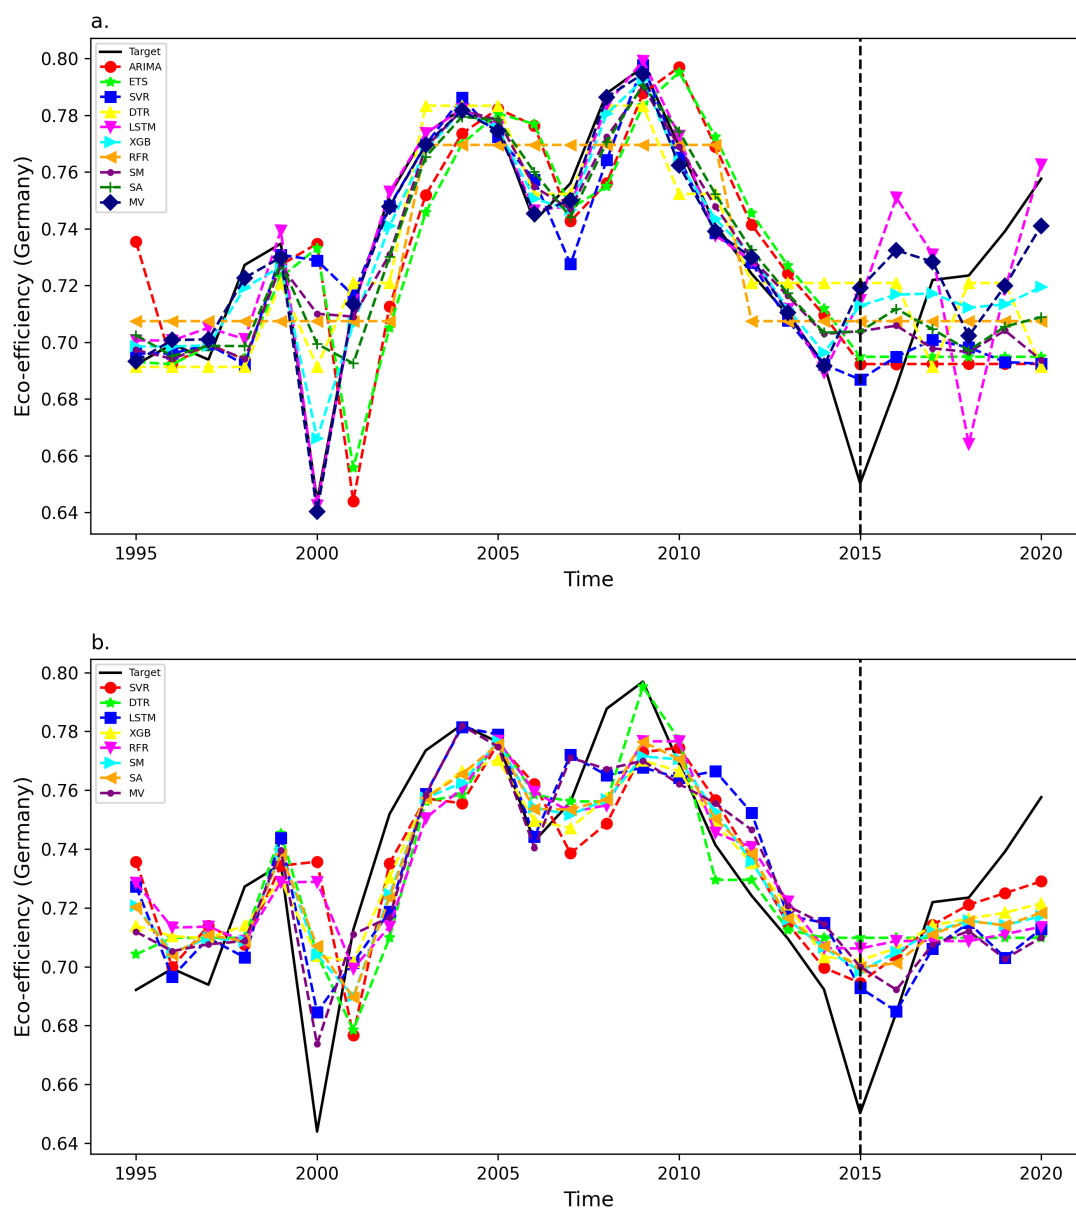 a.
Eco-efficiency (Germany)
0.80
0.78
0.76
0.74
0.72
0.70
0.68
0.66
0.64
Target
ARIMA
ETS
SVR
DTR
LSTM
XGB
RFR
SM
SA
MV
1995
2000
2005
2010
2015
2020
Time
b.
Eco-efficiency (Germany)
0.80
0.78
0.76
0.74
0.72
0.70
0.68
0.66
0.64
Target
SVR
DTR
LSTM
XGB
RFR
SM
SA
MV
1995
2000
2005
2010
2015
2020
Time